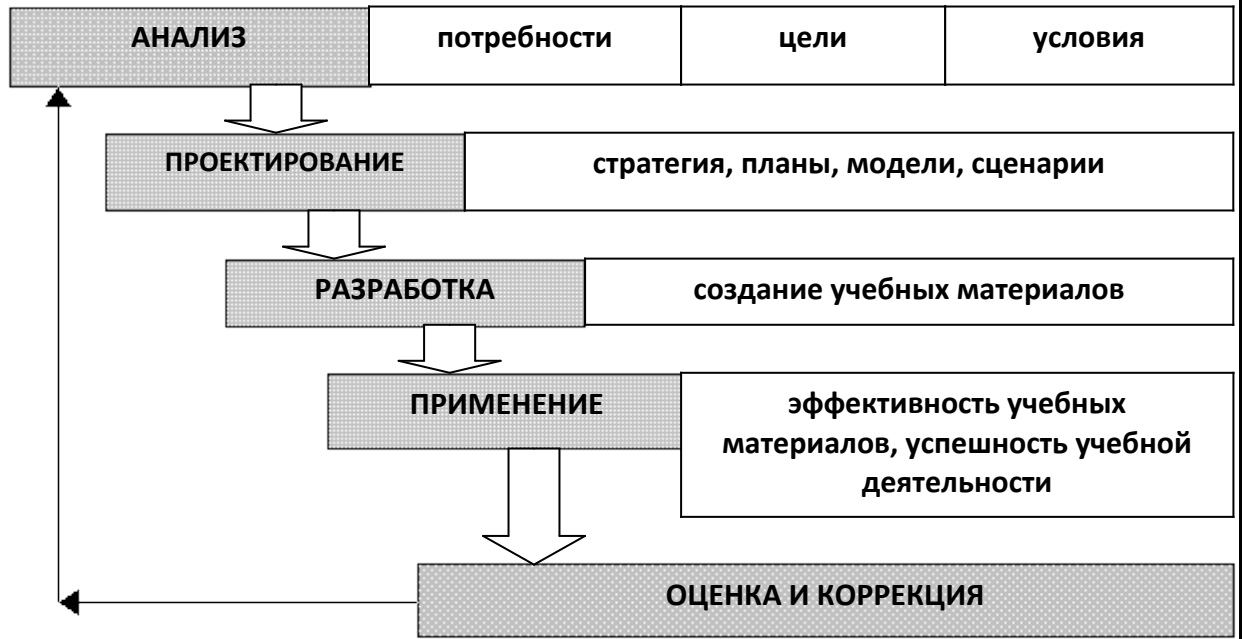 АНАЛИЗ
потребности
цели
условия
ПРОЕКТИРОВАНИЕ
стратегия, планы, модели, сценарии
РАЗРАБОТКА
создание учебных материалов
ПРИМЕНЕНИЕ
эффективность учебных
материалов, успешность учебной
деятельности
ОЦЕНКА И КОРРЕКЦИЯ